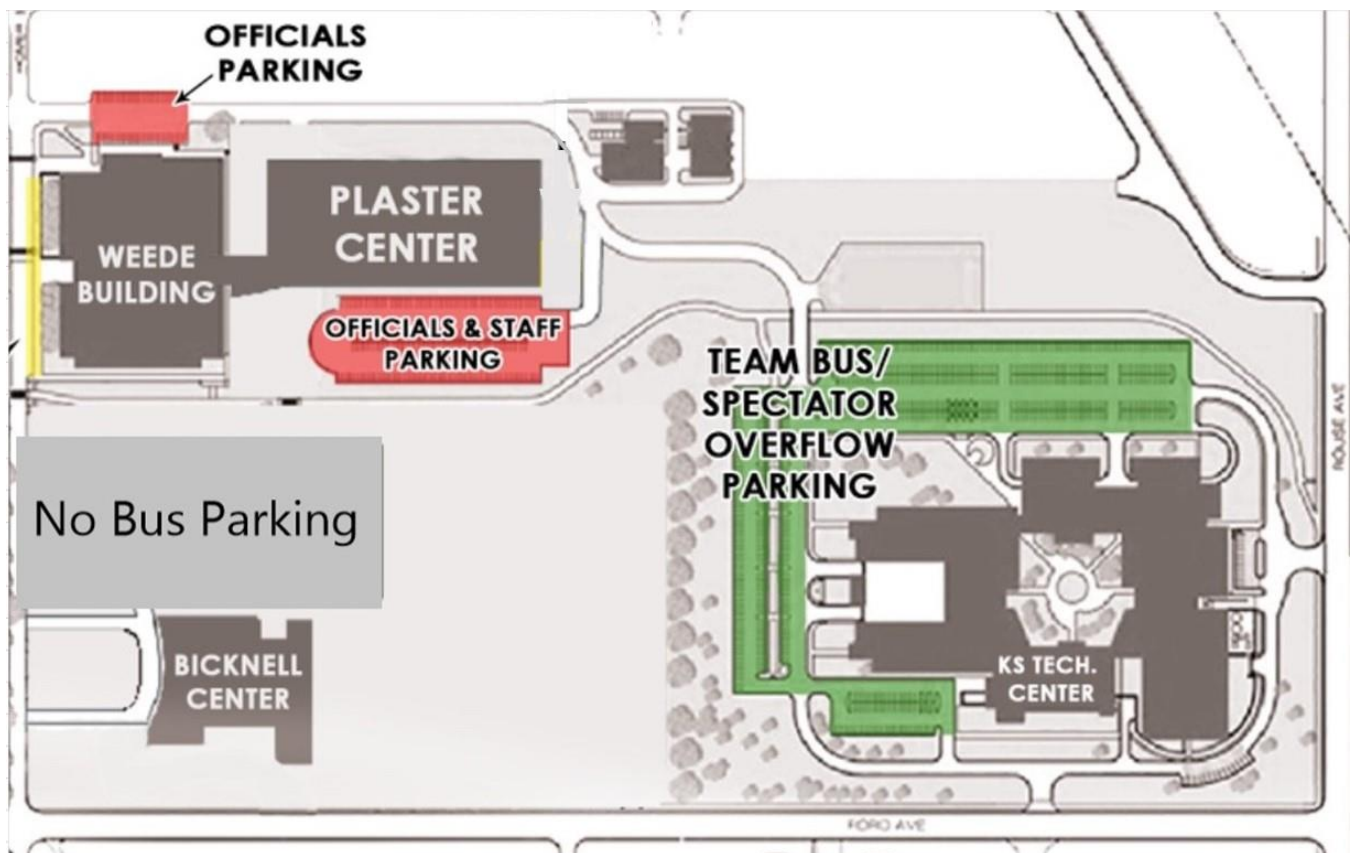 OFFICIALS
PARKING
PLASTER
CENTER
WEEDE
BUILDING
OFFICIALS & STAFF
PARKING
TEAM BUS/
SPECTATOR
OVERFLOW
PARKING
ROUSE AVE
No Bus Parking
BICKNELL
CENTER
KS TECH.
CENTER
FORD AVE